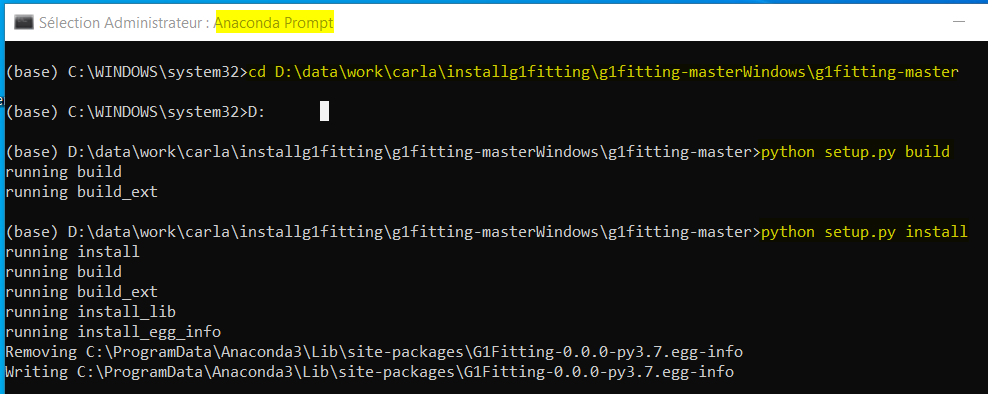 Sélection Administrateur : Anaconda Prompt
(base) C:\WINDOWS\system32>cd D:\data\work\carla\installg1fitting\g1fitting-masterWindows\g1fitting-master
(base) C:\WINDOWS\system32>D:
(base) D:\data\work\carla\installg1fitting\g1fitting-masterWindows\g1fitting-master>python setup.py build
running build
running build_ext
(base) D:\data\work\carla\installg1fitting\g1fitting-masterWindows\g1fitting-master>python setup.py install
running install
running build
running build_ext
running install_lib
running install_egg_info
Removing C:\ProgramData\Anaconda3\Lib\site-packages\G1Fitting-0.0.0-py3.7.egg-info
Writing C:\ProgramData\Anaconda3\Lib\site-packages\G1Fitting-0.0.0-py3.7.egg-info